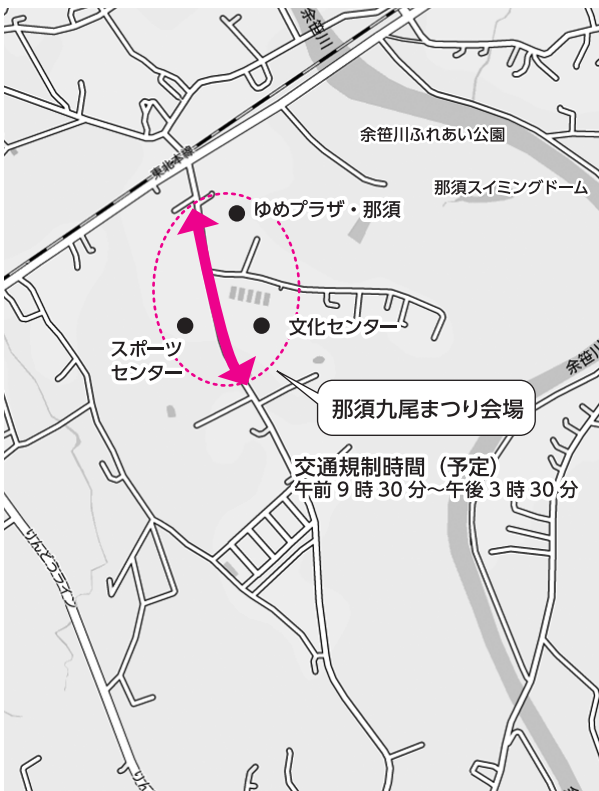 余笹川
東北本線
余笹川ふれあい公園
那須スイミングドーム
ゆめプラザ・那須
文化センター
スポーツ
センター
余笹川
那須九尾まつり会場
交通規制時間（予定）
午前9時30分～午後3時30分
りんどうライン
りん